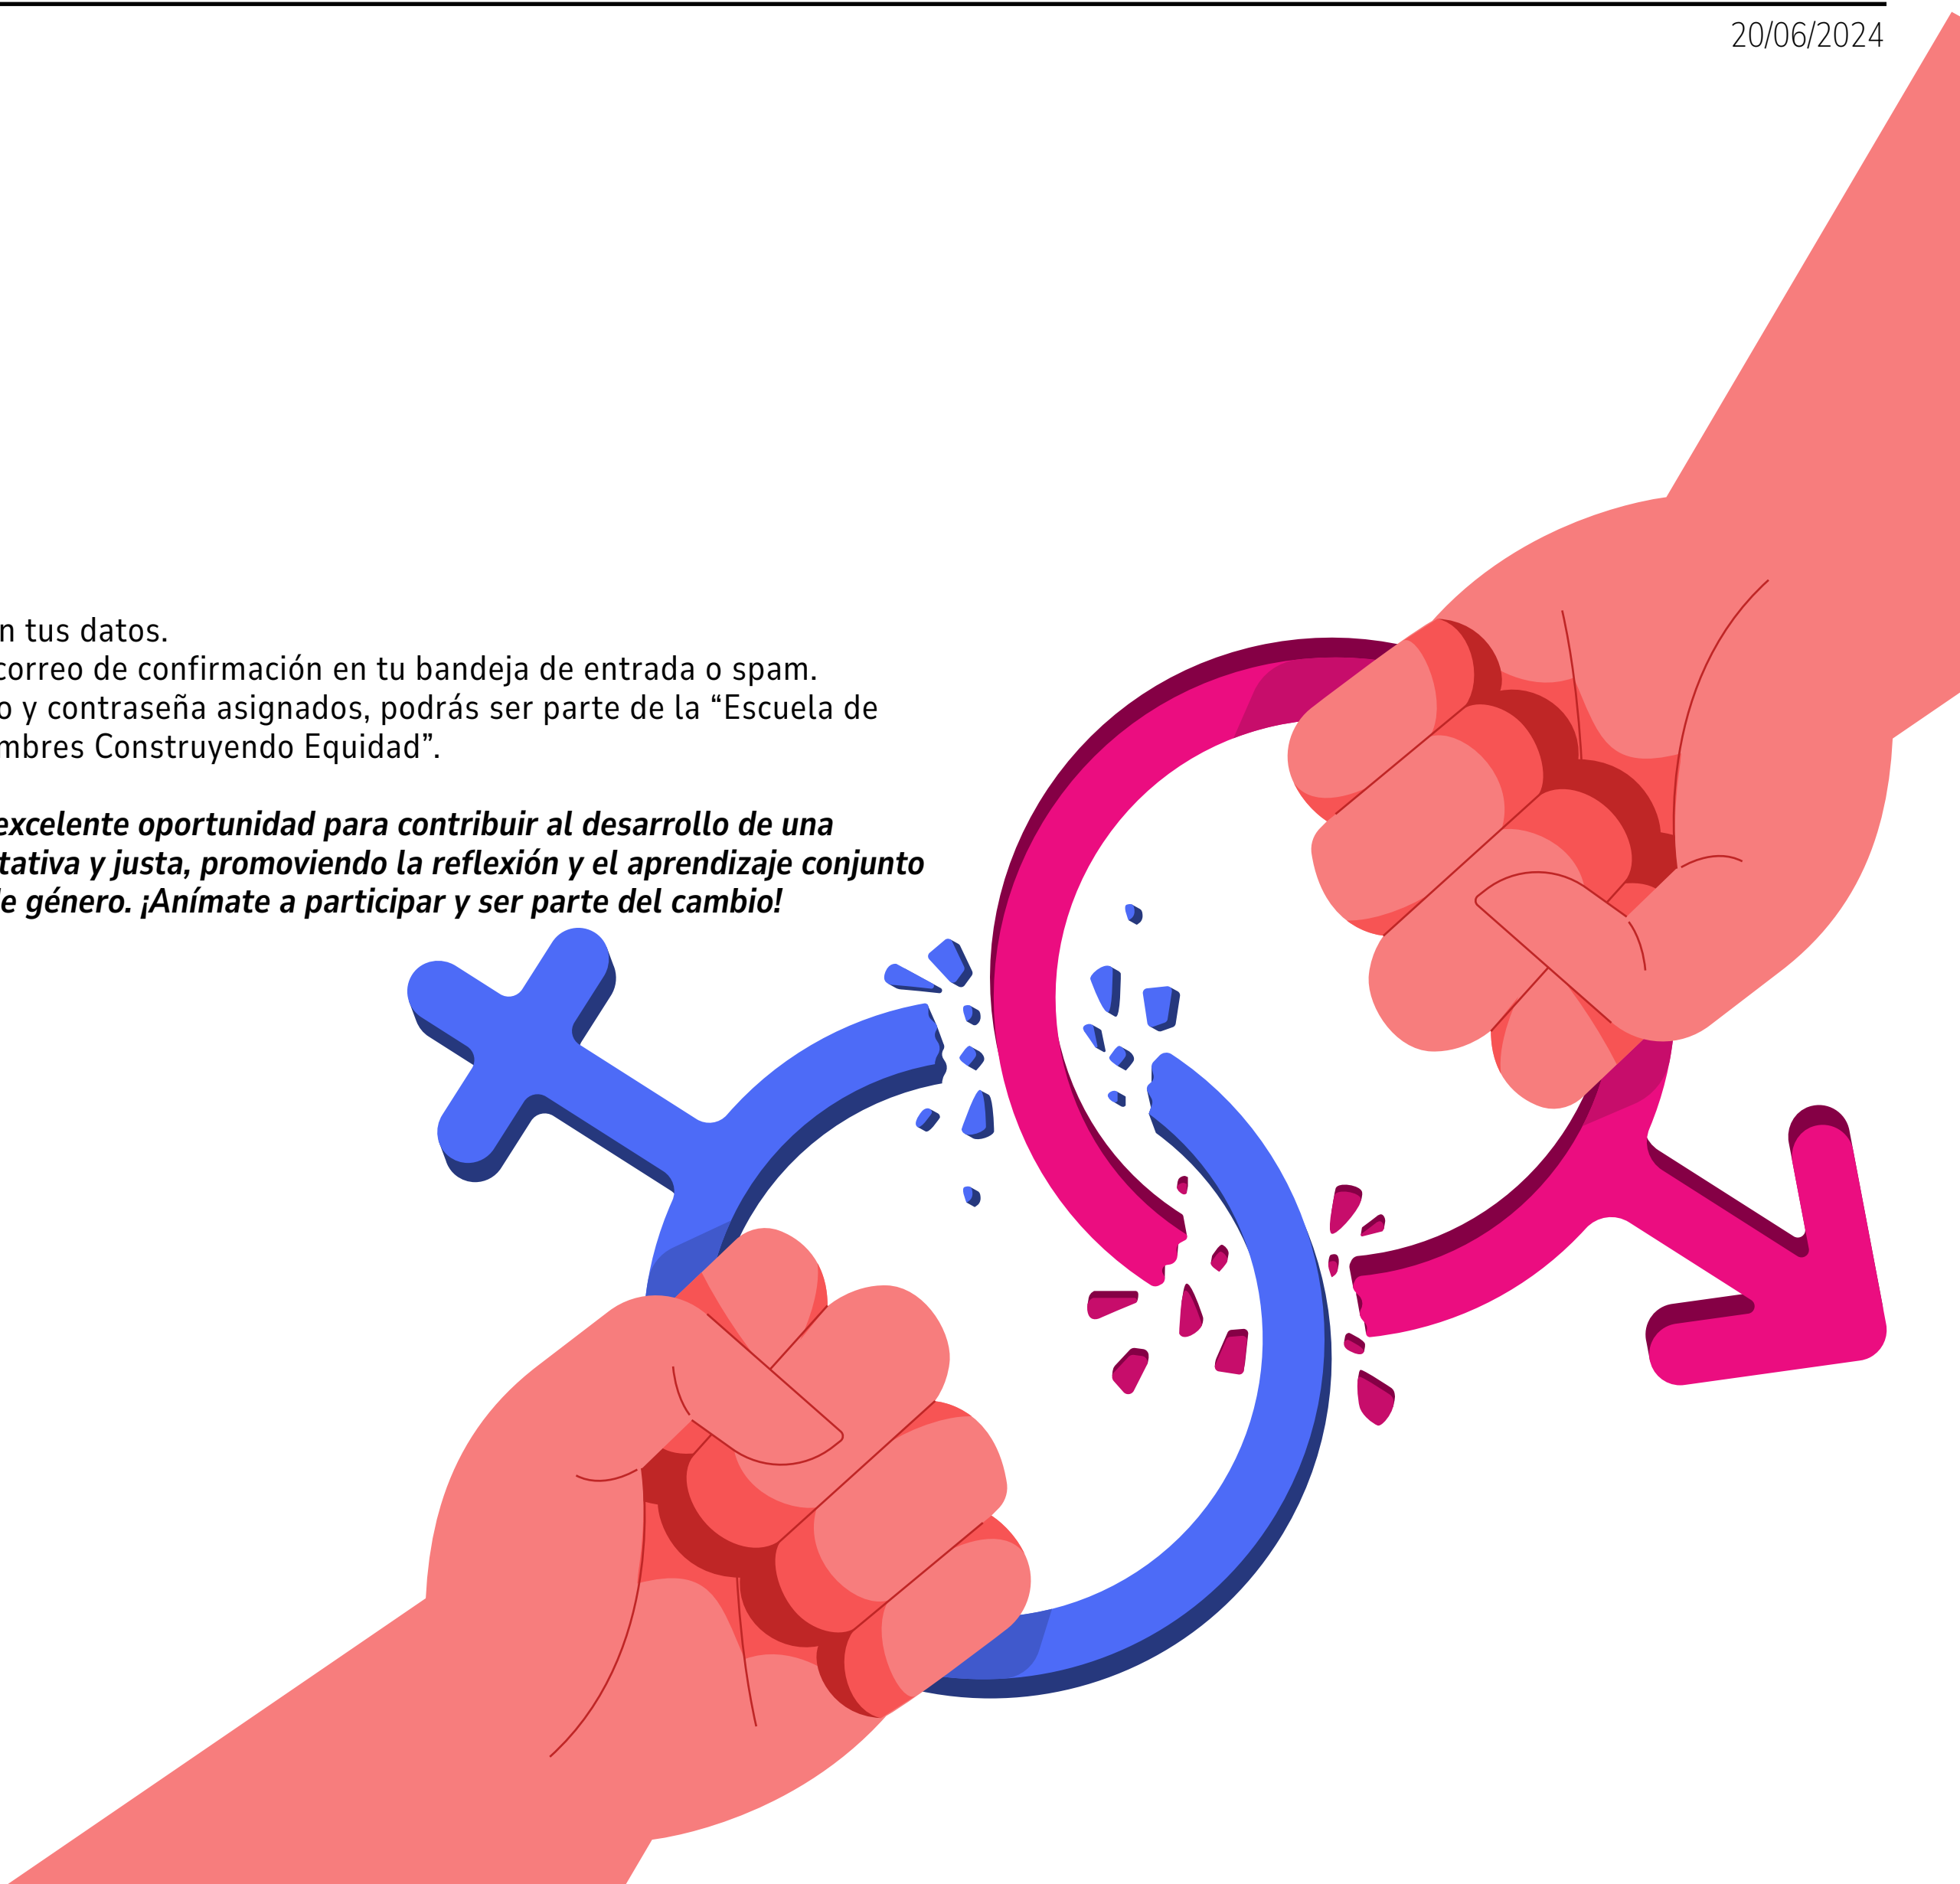 20/06/2024
n tus datos.
correo de confirmación en tu bandeja de entrada o spam.
o y contraseña asignados, podrás ser parte de la “Escuela de
mbres Construyendo Equidad”.
excelente oportunidad para contribuir al desarrollo de una
tativa y justa, promoviendo la reflexión y el aprendizaje conjunto
e género. ¡Anímate a participar y ser parte del cambio!